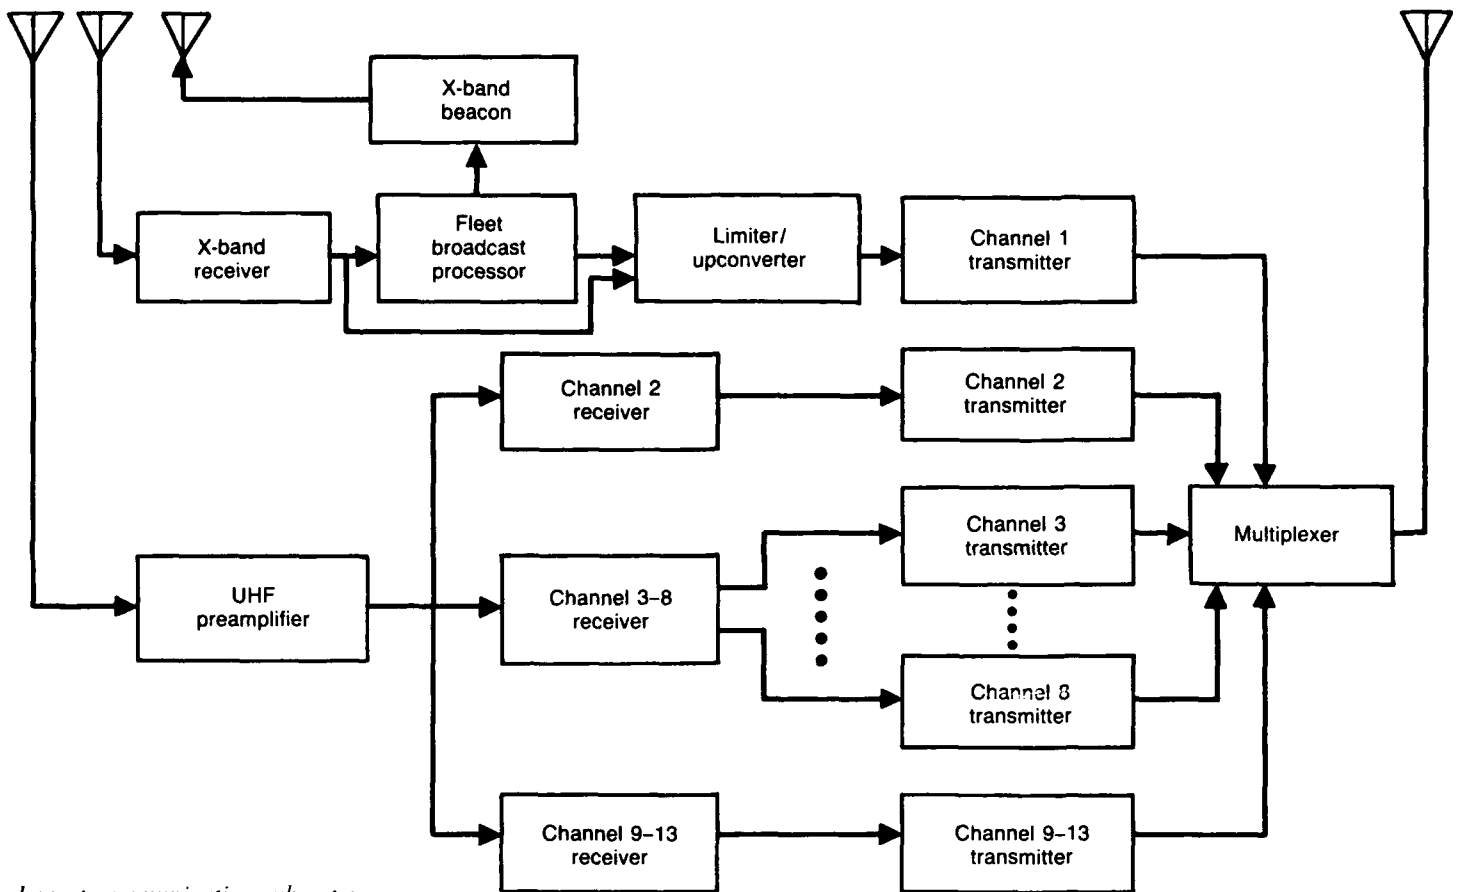 X-band
beacon
X-band
receiver
Fleet
broadcast
processor
Limiter/
upconverter
Channel 1
transmitter
Channel 2
receiver
Channel 2
transmitter
Channel 3
transmitter
Multiplexer
UHF
preamplifier
Channel 3–8
receiver
Channel 8
transmitter
Channel 9–13
receiver
Channel 9–13
transmitter